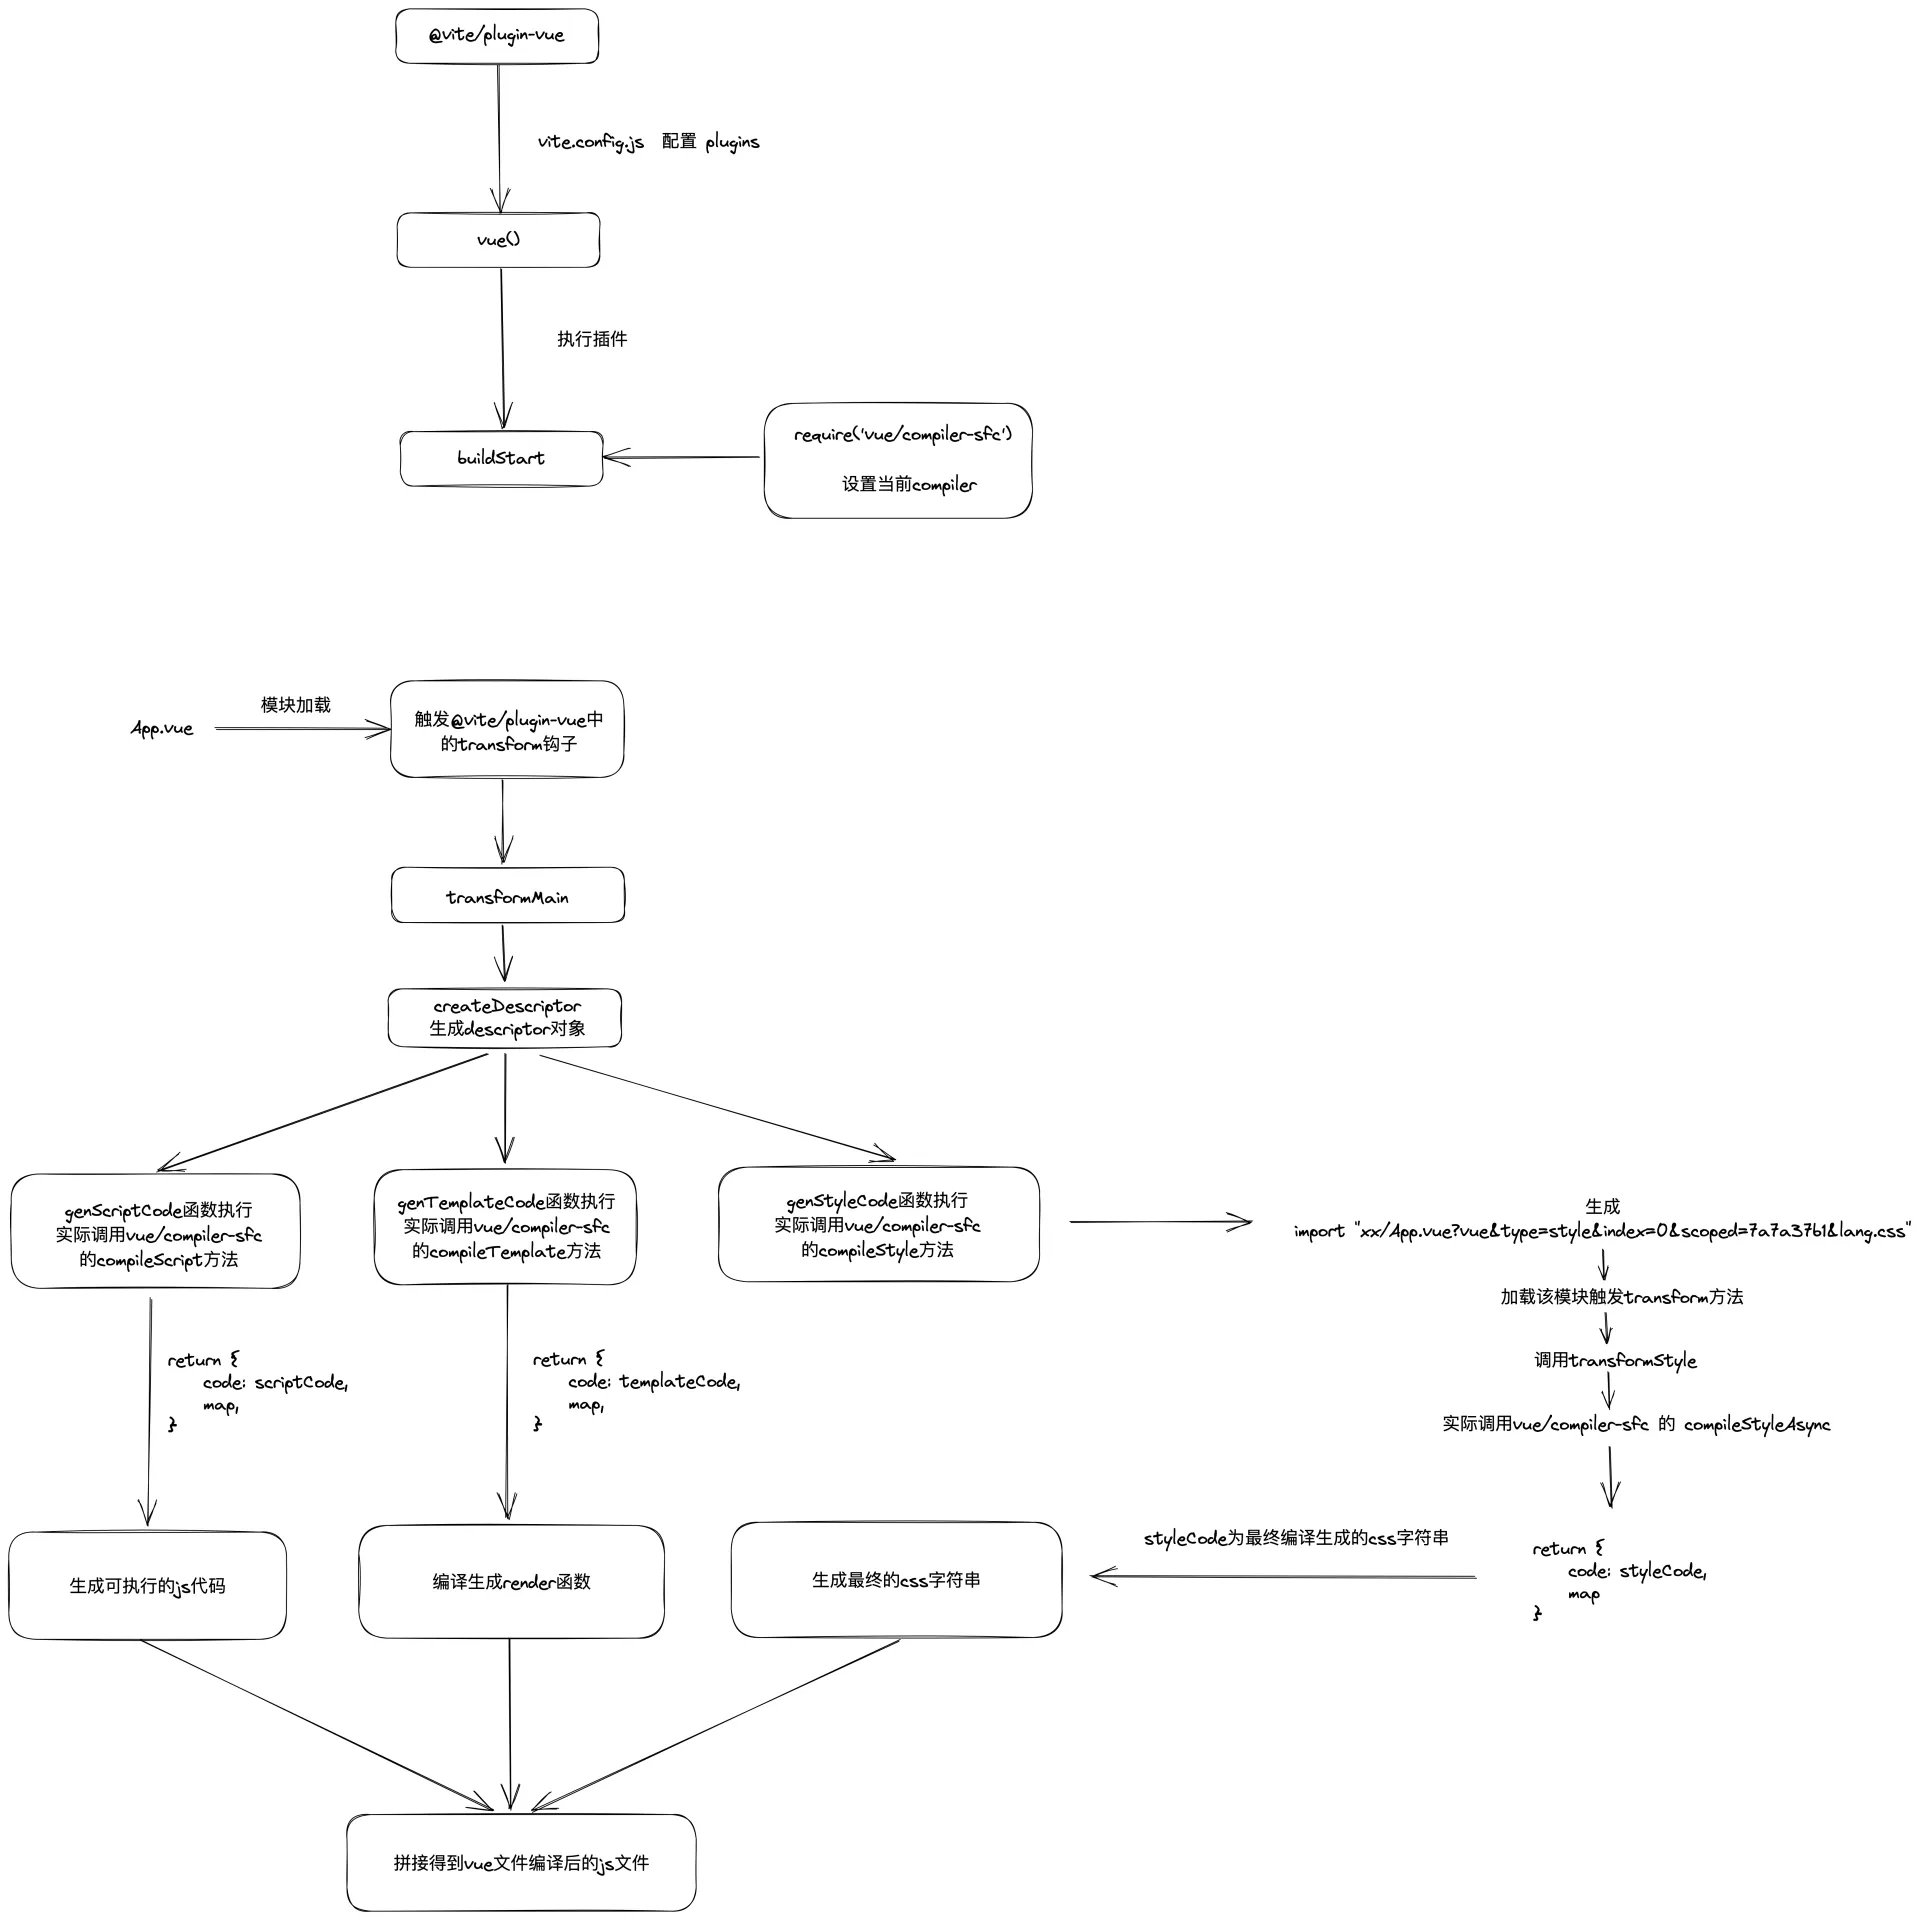 @vite/plugin-vue
vite.config.js 配置 plugins
vue()
执行插件
buildStart
require('vue/compiler-sfc')
设置当前compiler
App.vue
模块加载
触发@vite/plugin-vue中
的transform钩子
transformMain
createDescriptor
生成descriptor对象
genScriptCode函数执行
实际调用vue/compiler-sfc
的compileScript方法
genTemplateCode函数执行
实际调用vue/compiler-sfc
的compileTemplate方法
genStyleCode函数执行
实际调用vue/compiler-sfc
的compileStyle方法
生成
import "xx/App.vue?vue&type=style&index=0&scoped=7a7a37b1&lang.css"
加载该模块触发transform方法
调用transformStyle
实际调用vue/compiler-sfc 的 compileStyleAsync
return {
code: scriptCode,
map,
}
return {
code: templateCode,
map,
}
return {
code: styleCode,
map
}
styleCode为最终编译生成的css字符串
生成可执行的js代码
编译生成render函数
生成最终的css字符串
拼接得到vue文件编译后的js文件